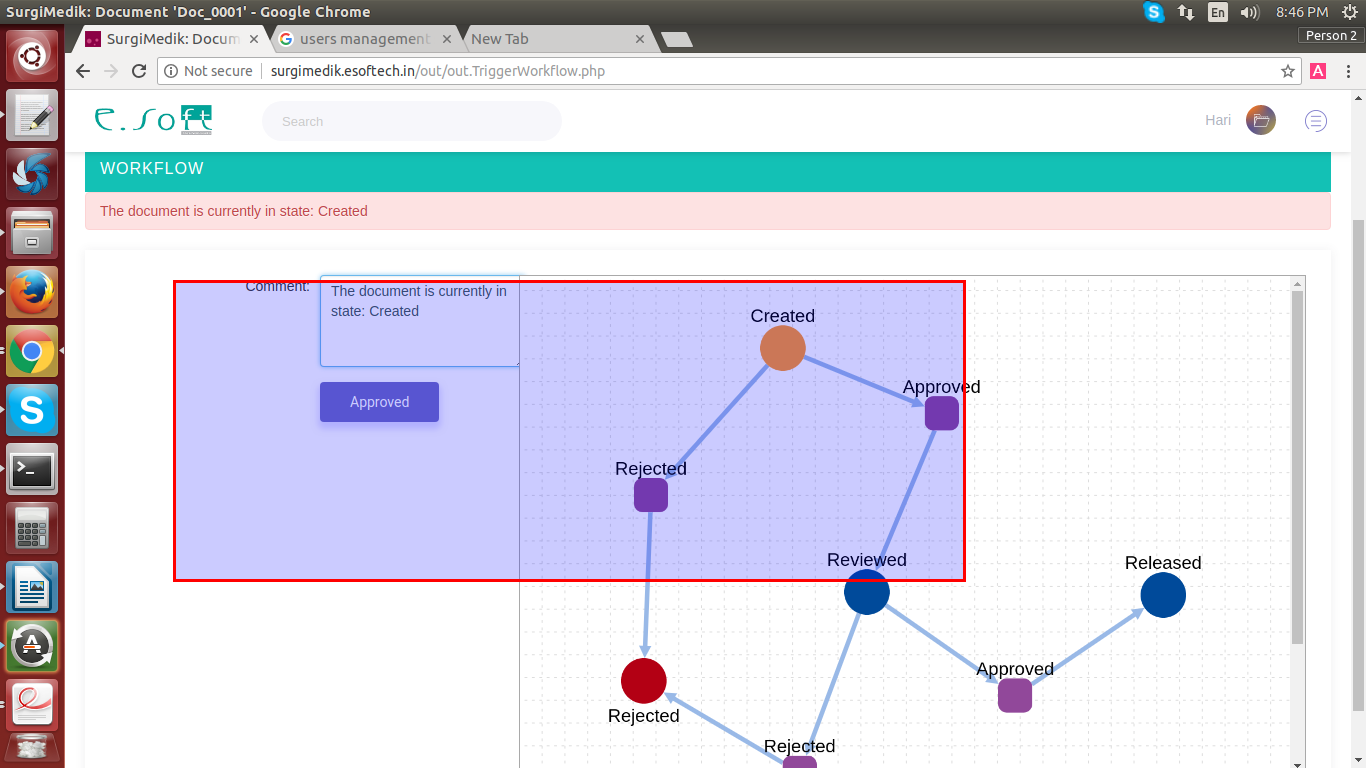 SurgiMedik: Document 'Doc_0001' - Google Chrome
En
8:46 PM
SurgiMedik: Docum
users management
New Tab
Person 2
Not secure
surgimedik.esoftech.in/out/out.TriggerWorkflow.php
A
e.soft
Search
Hari
WORKFLOW
The document is currently in state: Created
Comment:
The document is currently in
state: Created
Approved
Created
Approved
Rejected
Reviewed
Released
Approved
Rejected
Rejected